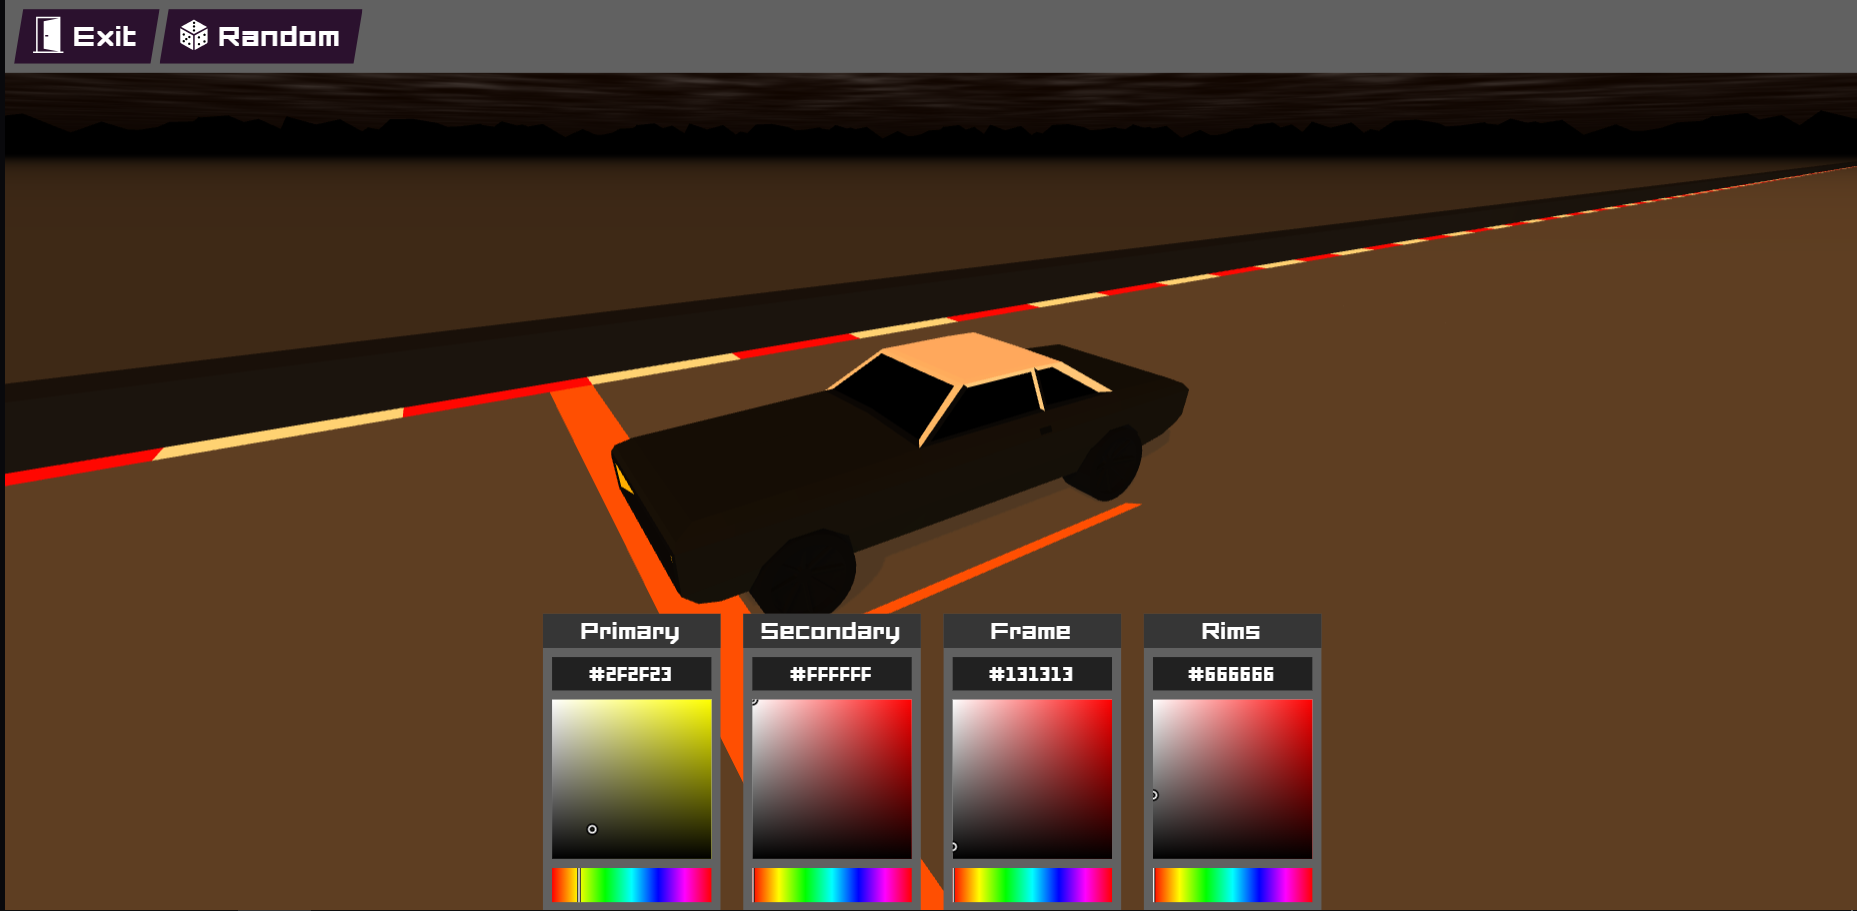 Exit
Random
Primary
Secondary
Frame
Rims
#2F2F23
#FFFFFF
#131313
#666666